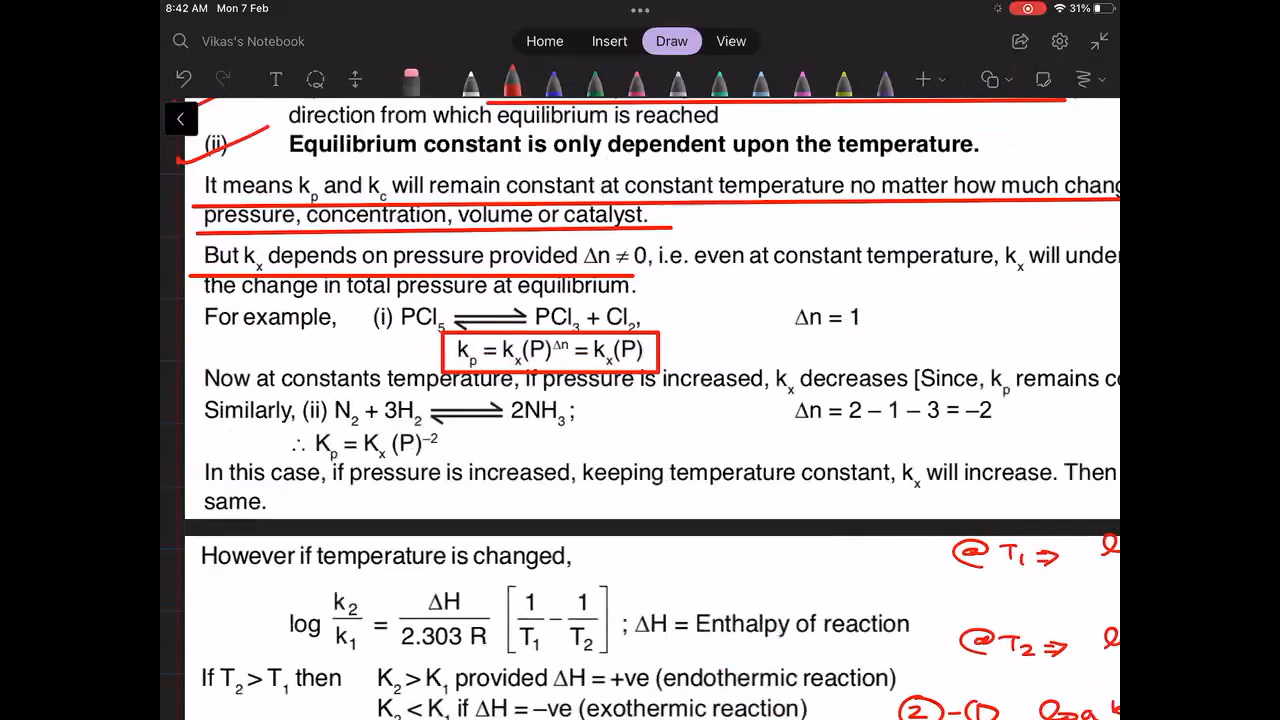 8:42 AM Mon 7 Feb
31%
Vikas's Notebook
Home Insert Draw View
direction from which equilibrium is reached
(ii) Equilibrium constant is only dependent upon the temperature.
It means kp and kc will remain constant at constant temperature no matter how much
pressure, concentration, volume or catalyst.
But kx depends on pressure provided Δn ≠ 0, i.e. even at constant temperature, kx will
the change in total pressure at equilibrium.
For example, (i) PCl5 ⇌ PCl3 + Cl2, Δn = 1
kp = kx(P)^Δn = kx(P)
Now at constants temperature, if pressure is increased, kx decreases [Since, kp remains
Similarly, (ii) N2 + 3H2 ⇌ 2NH3 ; Δn = 2 – 1 – 3 = –2
∴ Kp = Kx (P)^–2
In this case, if pressure is increased, keeping temperature constant, kx will increase. Then
same.
However if temperature is changed,
@ T1 ⇒
log k2/k1 = ΔH/2.303 R [1/T1 – 1/T2] ; ΔH = Enthalpy of reaction
@ T2 ⇒
If T2 > T1 then K2 > K1 provided ΔH = +ve (endothermic reaction)
K2 < K1 if ΔH = –ve (exothermic reaction)
②-① log k